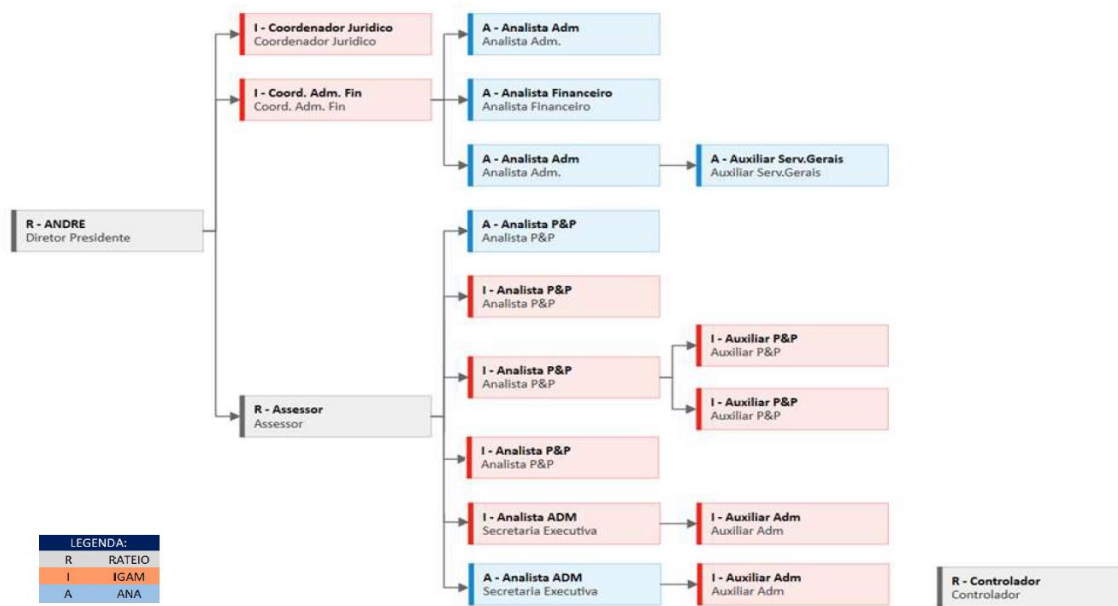 I - Coordenador Juridico
Coordenador Juridico
A - Analista Adm
Analista Adm.
I - Coord. Adm. Fin
Coord. Adm. Fin
A - Analista Financeiro
Analista Financeiro
A - Analista Adm
Analista Adm.
A - Auxiliar Serv.Gerais
Auxiliar Serv.Gerais
R - ANDRE
Diretor Presidente
A - Analista P&P
Analista P&P
I - Analista P&P
Analista P&P
I - Analista P&P
Analista P&P
I - Auxiliar P&P
Auxiliar P&P
I - Auxiliar P&P
Auxiliar P&P
R - Assessor
Assessor
I - Analista P&P
Analista P&P
I - Analista ADM
Secretaria Executiva
I - Auxiliar Adm
Auxiliar Adm
A - Analista ADM
Secretaria Executiva
I - Auxiliar Adm
Auxiliar Adm
R - Controlador
Controlador
LEGENDA:
R RATEIO
I IGAM
A ANA